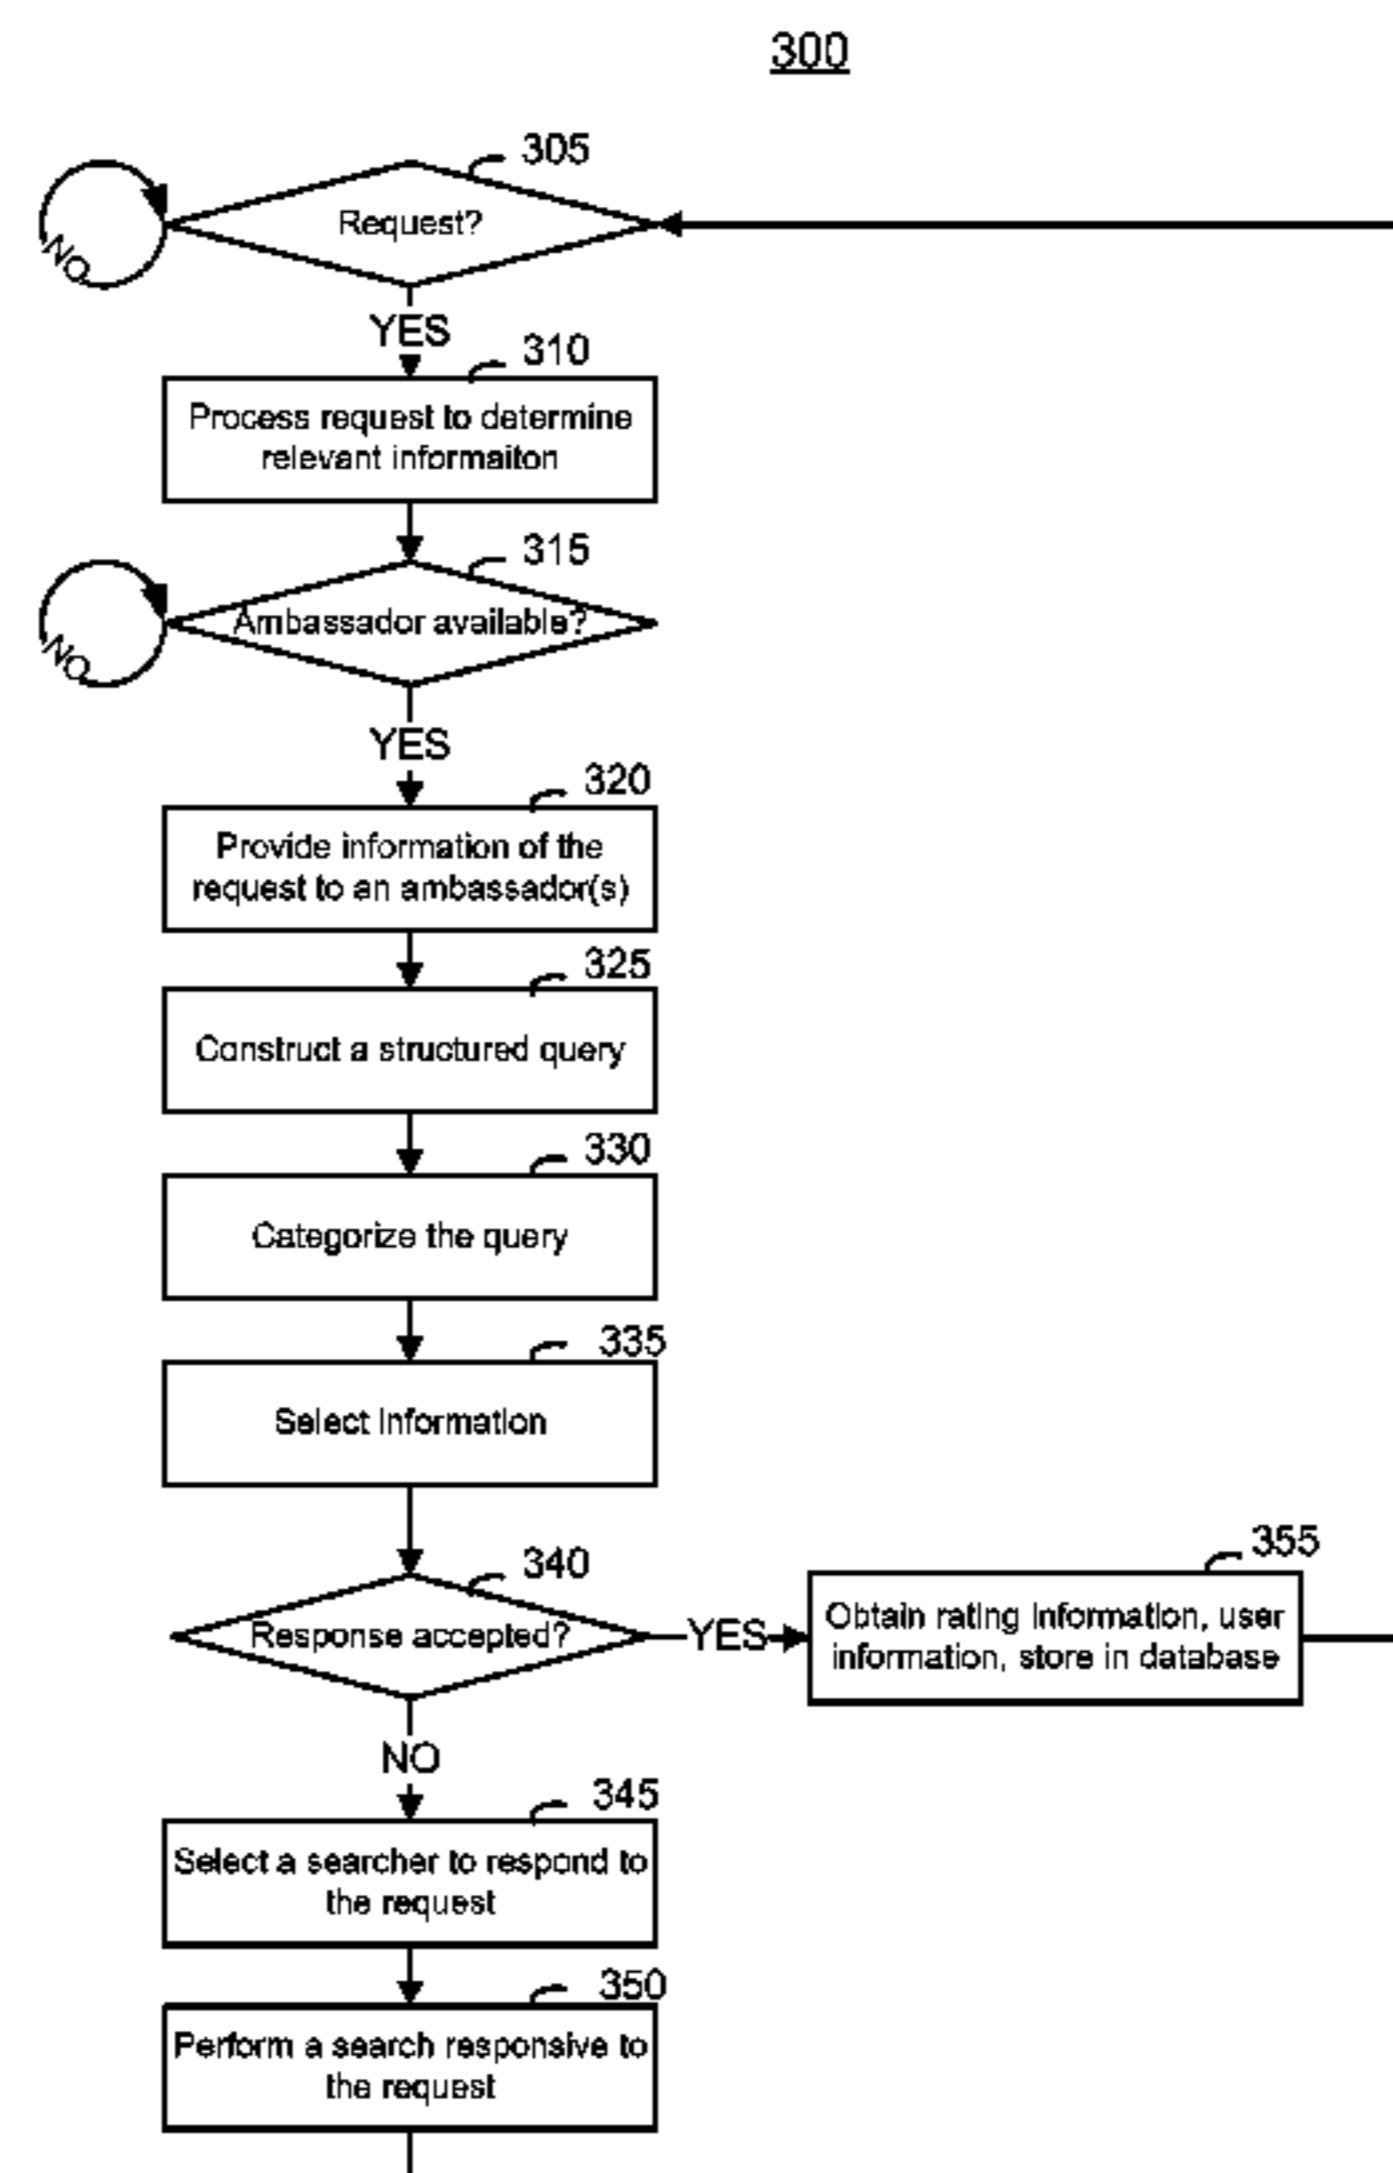 300
305
Request?
NO
YES
310
Process request to determine
relevant informaiton
315
Ambassador available?
NO
YES
320
Provide information of the
request to an ambassador(s)
325
Construct a structured query
330
Categorize the query
335
Select information
340
Response accepted?
YES
355
Obtain rating information, user
information, store in database
NO
345
Select a searcher to respond to
the request
350
Perform a search responsive to
the request